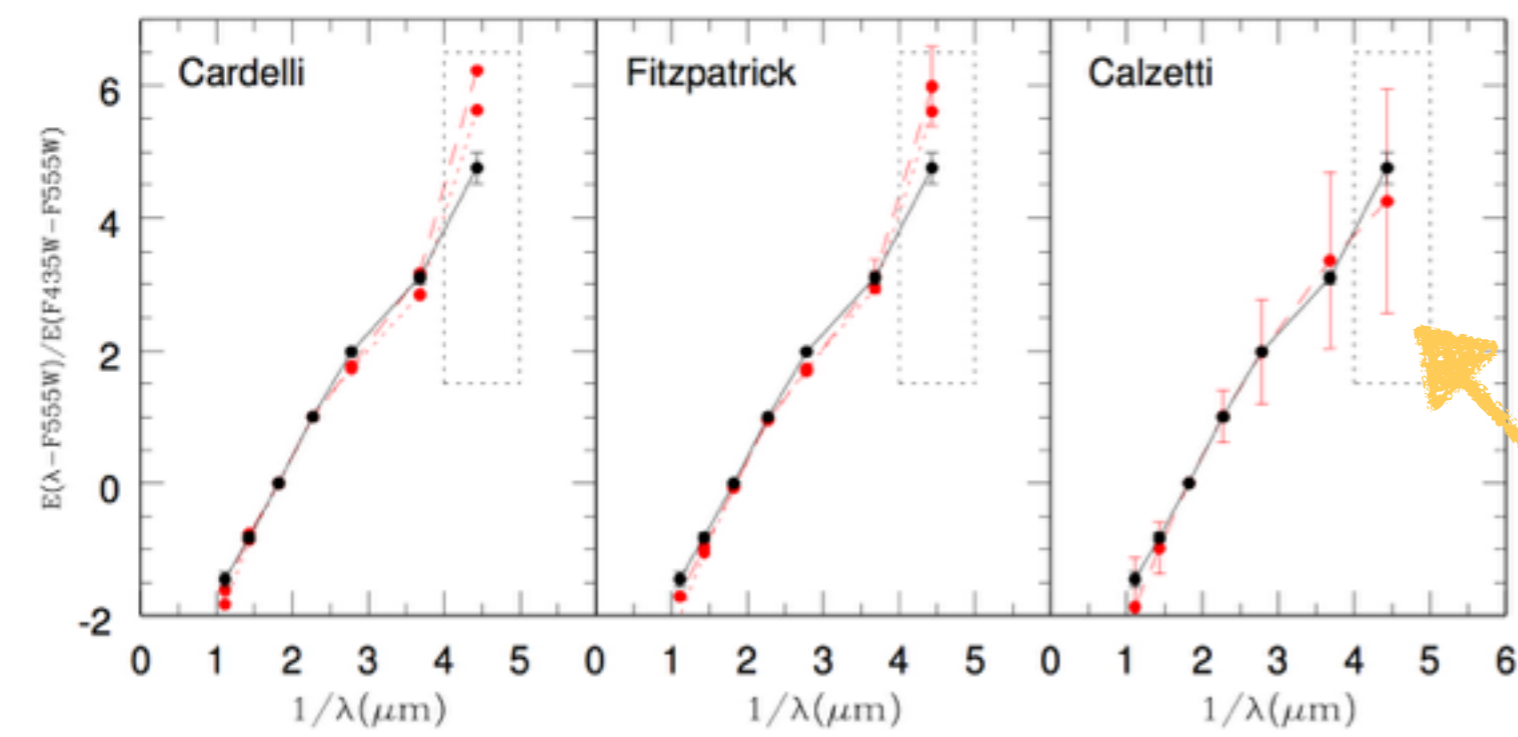 Cardelli
Fitzpatrick
Calzetti
E(λ−F555W)/E(F435W−F555W)
6
4
2
0
-2
0 1 2 3 4 5 0 1 2 3 4 5 0 1 2 3 4 5 6
1/λ(μm) 1/λ(μm) 1/λ(μm)